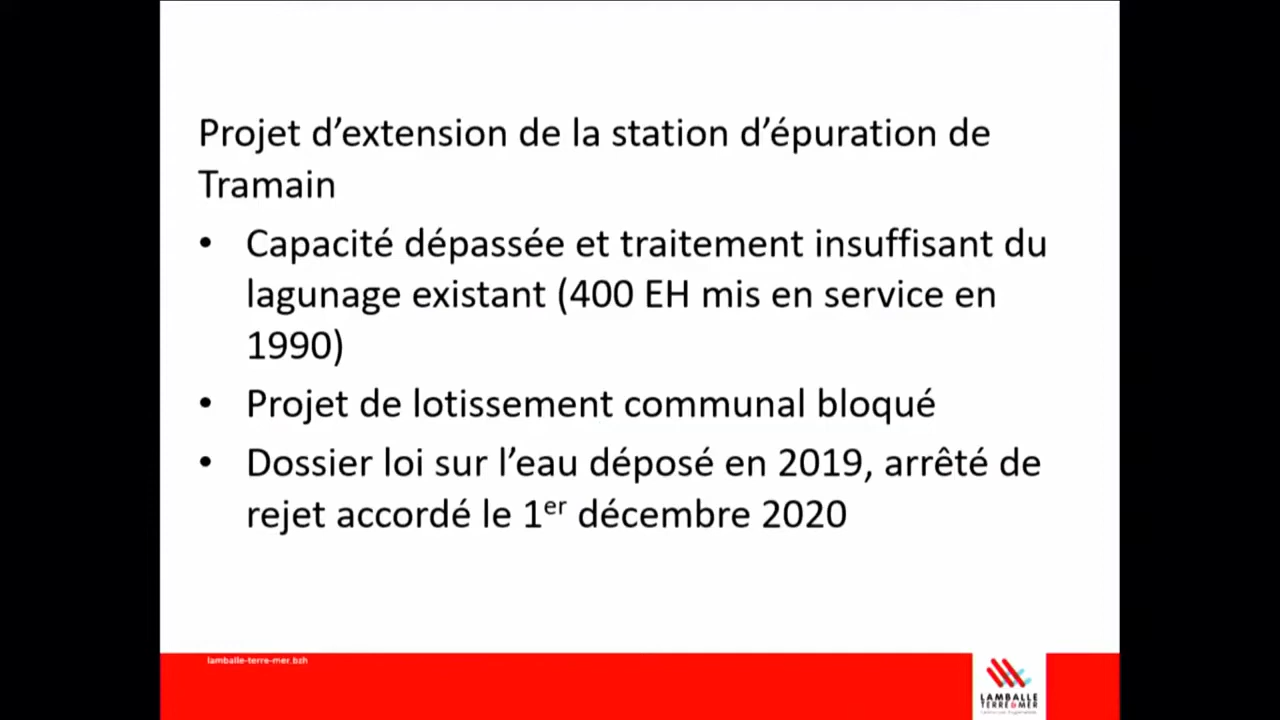 Projet d’extension de la station d’épuration de
Tramain
• Capacité dépassée et traitement insuffisant du
lagunage existant (400 EH mis en service en
1990)
• Projet de lotissement communal bloqué
• Dossier loi sur l’eau déposé en 2019, arrêté de
rejet accordé le 1er décembre 2020
lamballe-terre-mer.bzh
LAMBALLE
TERRE&MER